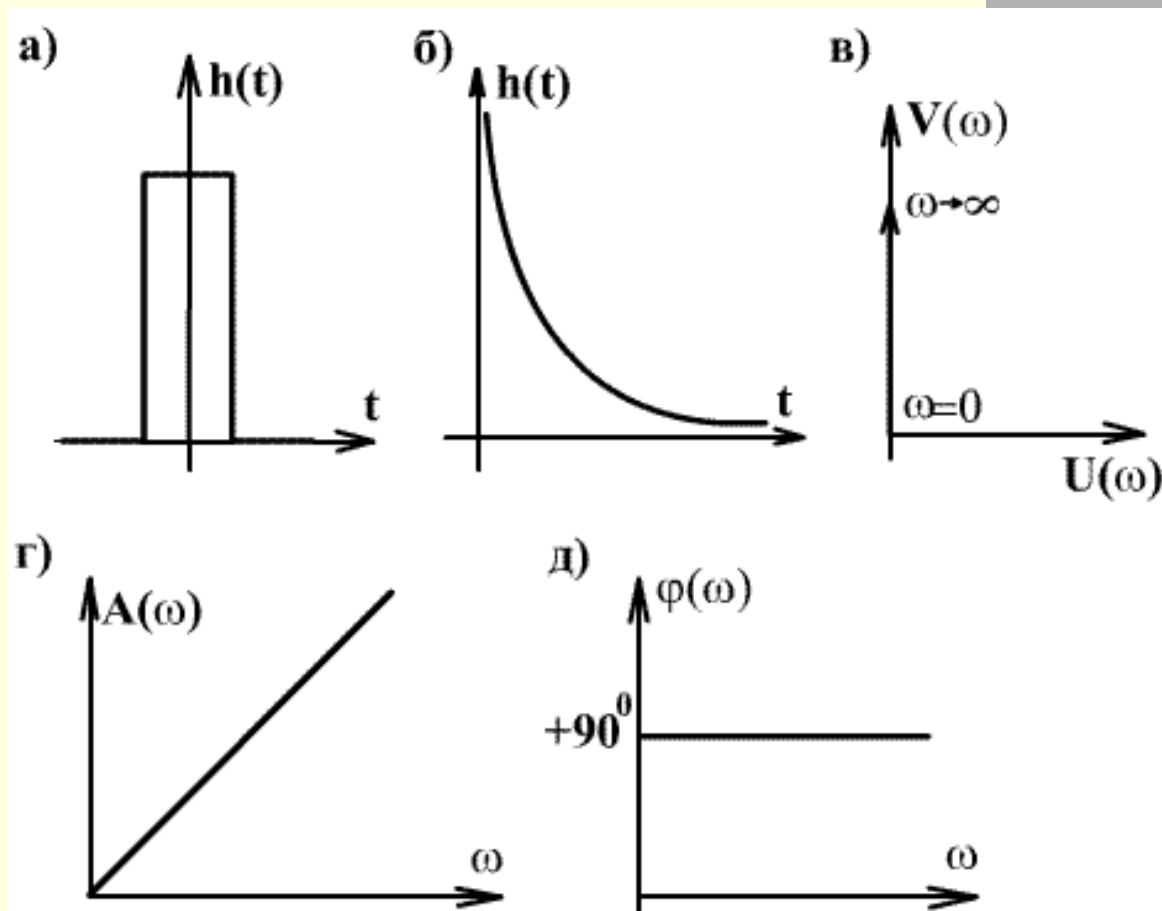 а)
h(t)
t
б)
h(t)
t
в)
V(ω)
ω→∞
ω=0
U(ω)
г)
A(ω)
ω
д)
φ(ω)
+90⁰
ω